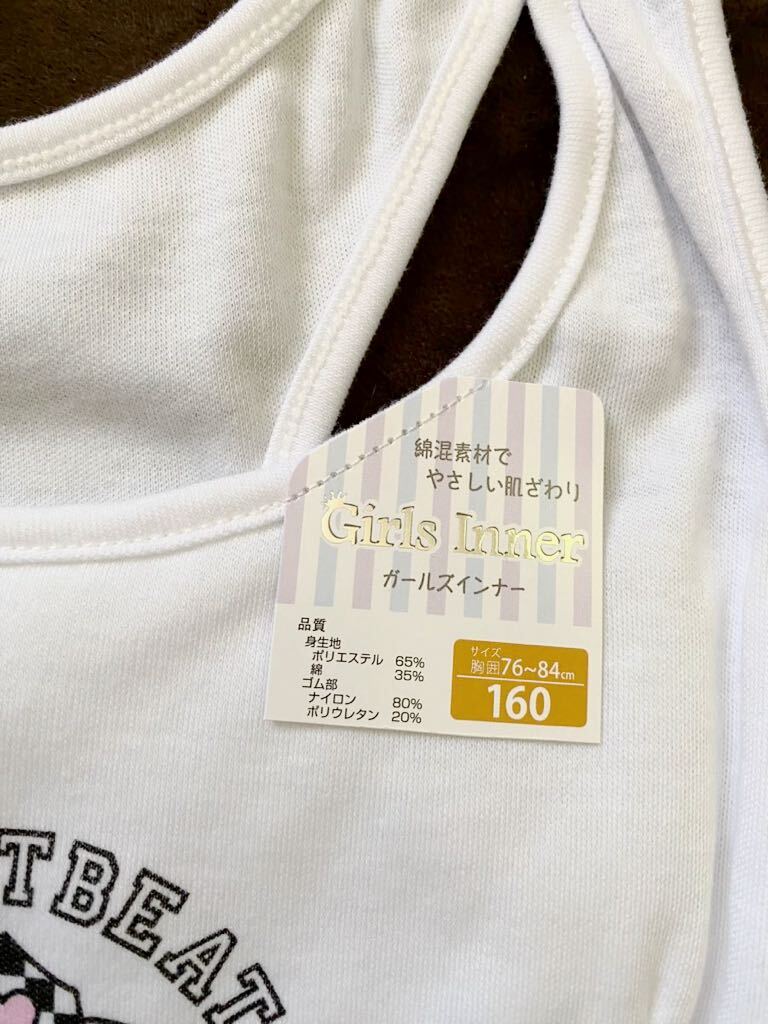 綿混素材で
やさしい肌ざわり
Girls Inner
ガールズインナー
品質
身生地
ポリエステル 65%
綿 35%
ゴム部
ナイロン 80%
ポリウレタン 20%
サイズ
胸囲76~84cm
160
TBEAT